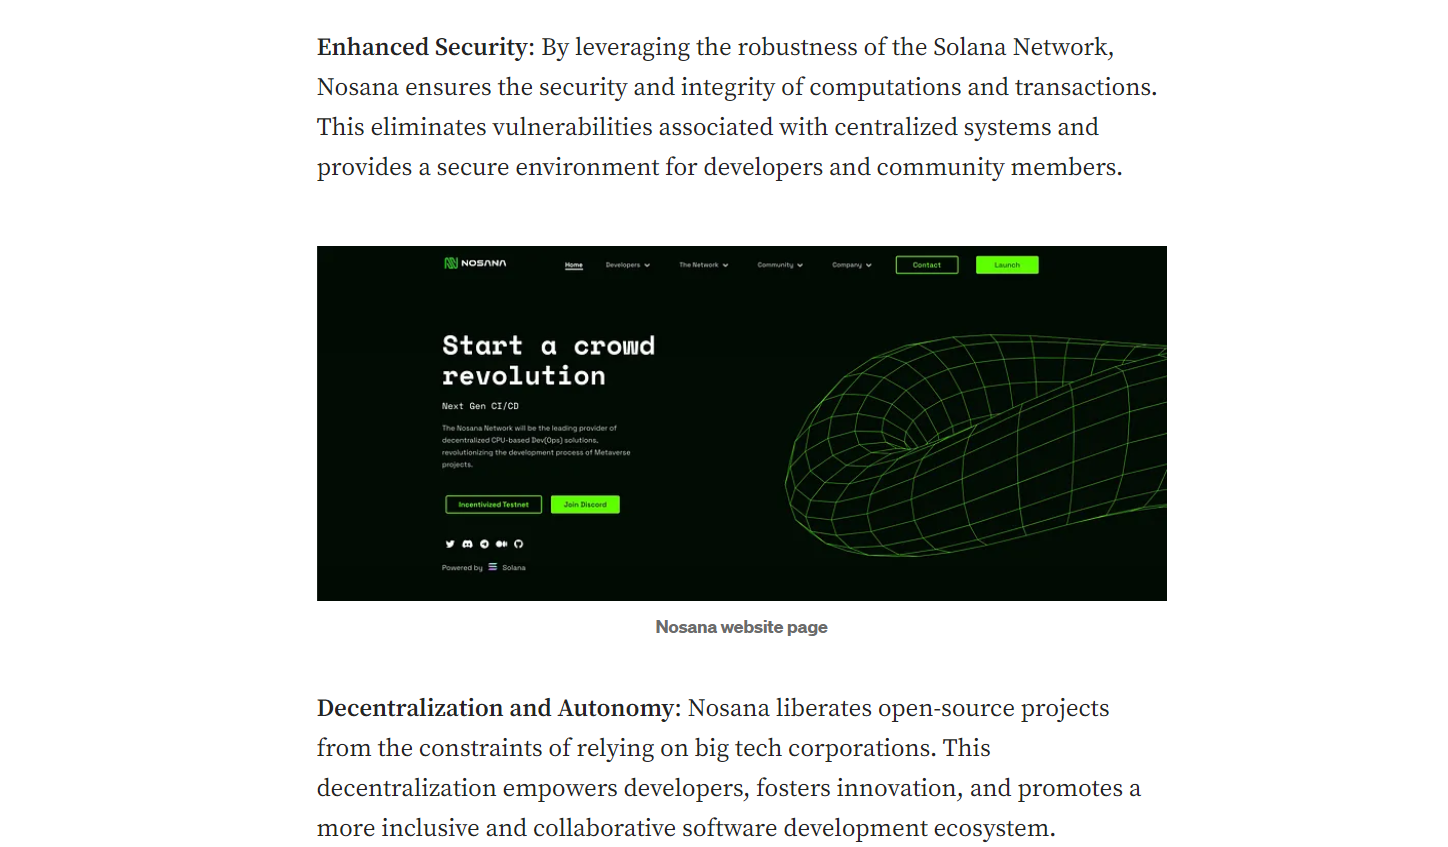 Enhanced Security: By leveraging the robustness of the Solana Network,
Nosana ensures the security and integrity of computations and transactions.
This eliminates vulnerabilities associated with centralized systems and
provides a secure environment for developers and community members.
NOSANA
Home
Developers
The Network
Community
Company
Contact
Launch
Start a crowd
revolution
Next Gen CI/CD
The Nosana Network will be the leading provider of
decentralized CPU-based Dev(Ops) solutions,
revolutionizing the development process of Metaverse
projects.
Incentivized Testnet
Join Discord
Powered by Solana
Nosana website page
Decentralization and Autonomy: Nosana liberates open-source projects
from the constraints of relying on big tech corporations. This
decentralization empowers developers, fosters innovation, and promotes a
more inclusive and collaborative software development ecosystem.